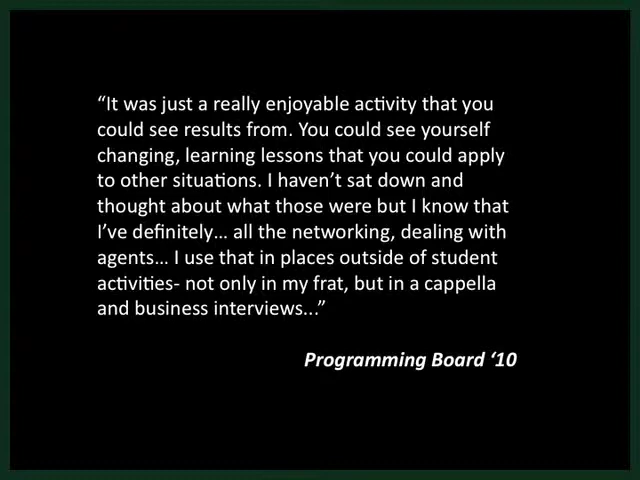 “It was just a really enjoyable activity that you
could see results from. You could see yourself
changing, learning lessons that you could apply
to other situations. I haven’t sat down and
thought about what those were but I know that
I’ve definitely… all the networking, dealing with
agents… I use that in places outside of student
activities- not only in my frat, but in a cappella
and business interviews...”
Programming Board ‘10